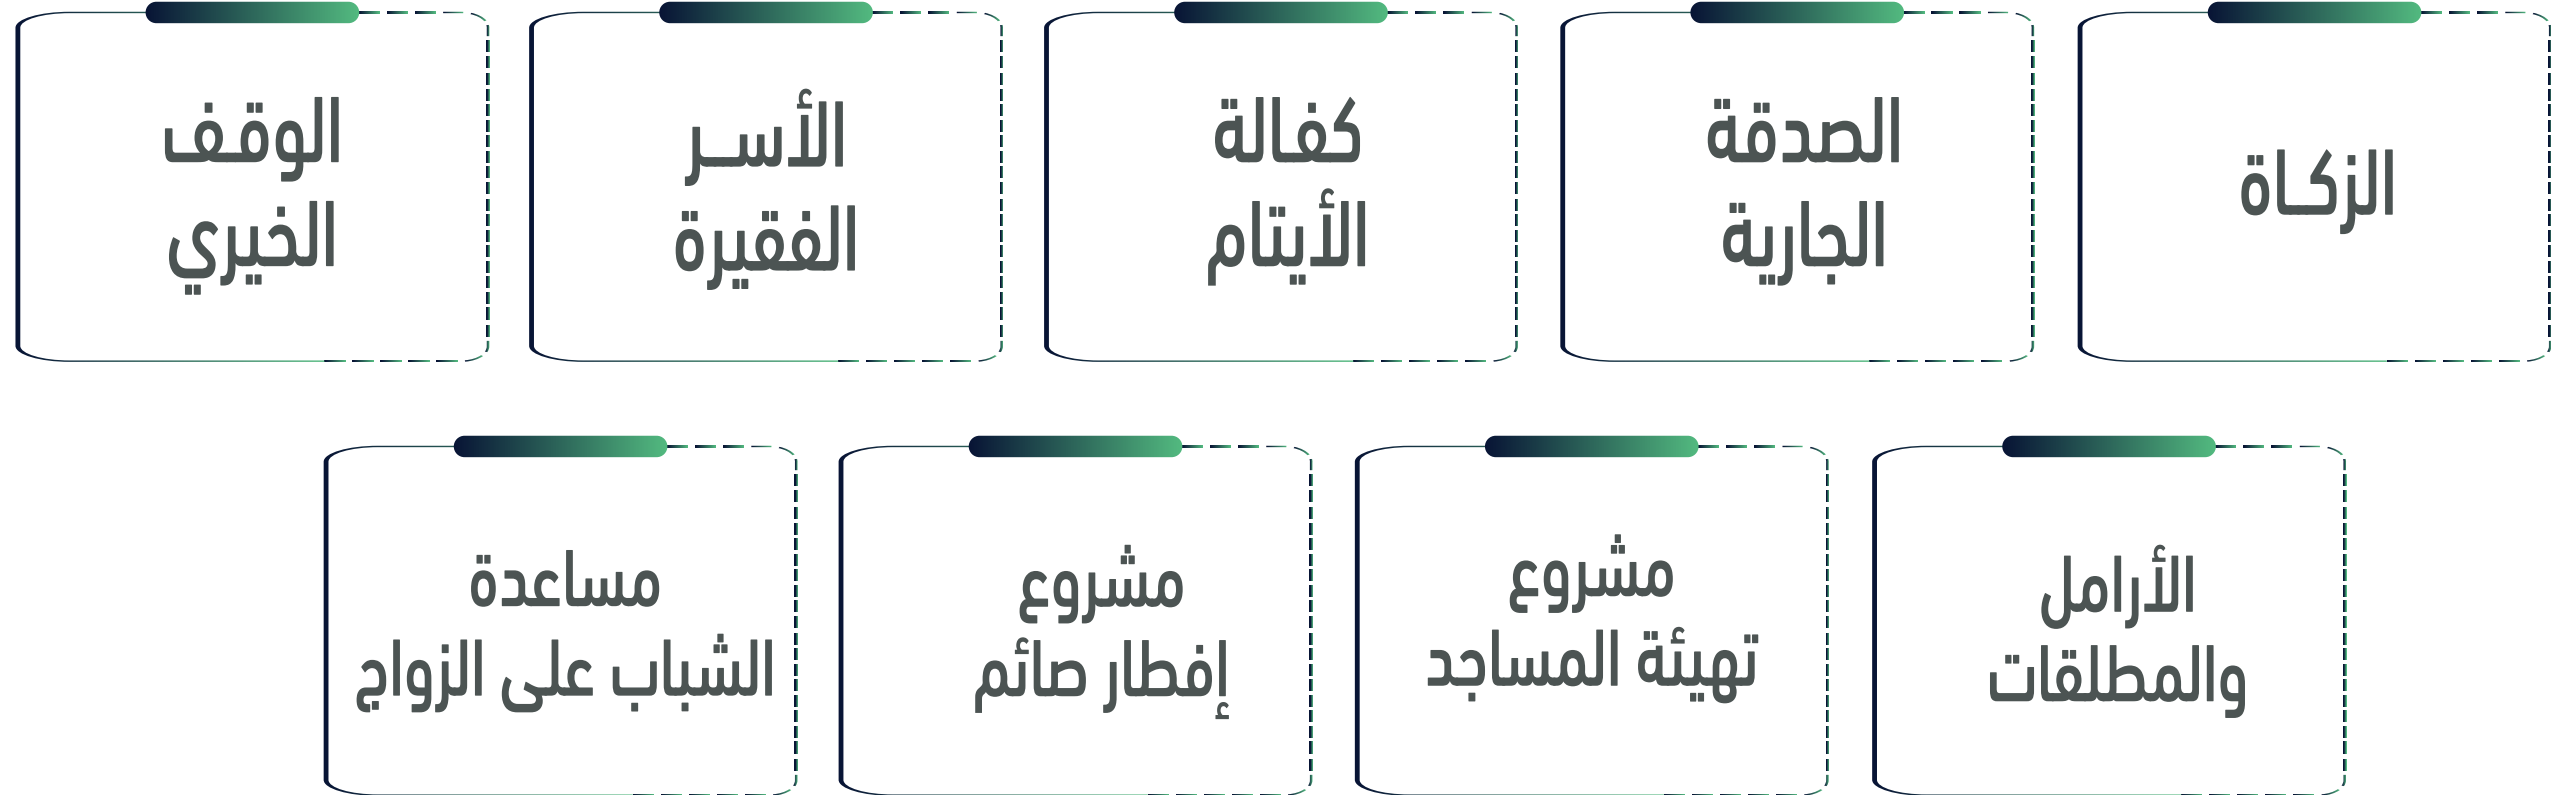 الزكاة
الصدقة
الجارية
كفالة
الأيتام
الأسر
الفقيرة
الوقف
الخيري
الأرامل
والمطلقات
مشروع
تهيئة المساجد
مشروع
إفطار صائم
مساعدة
الشباب على الزواج